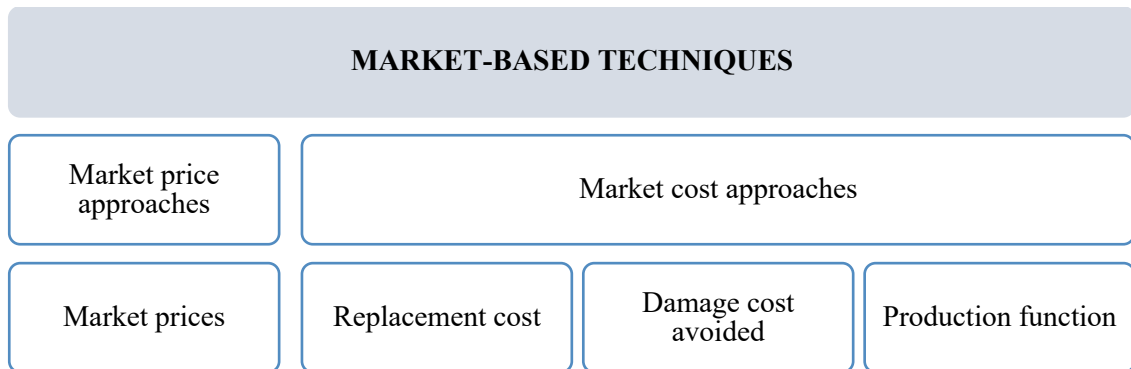 MARKET-BASED TECHNIQUES
Market price
approaches
Market cost approaches
Market prices
Replacement cost
Damage cost
avoided
Production function